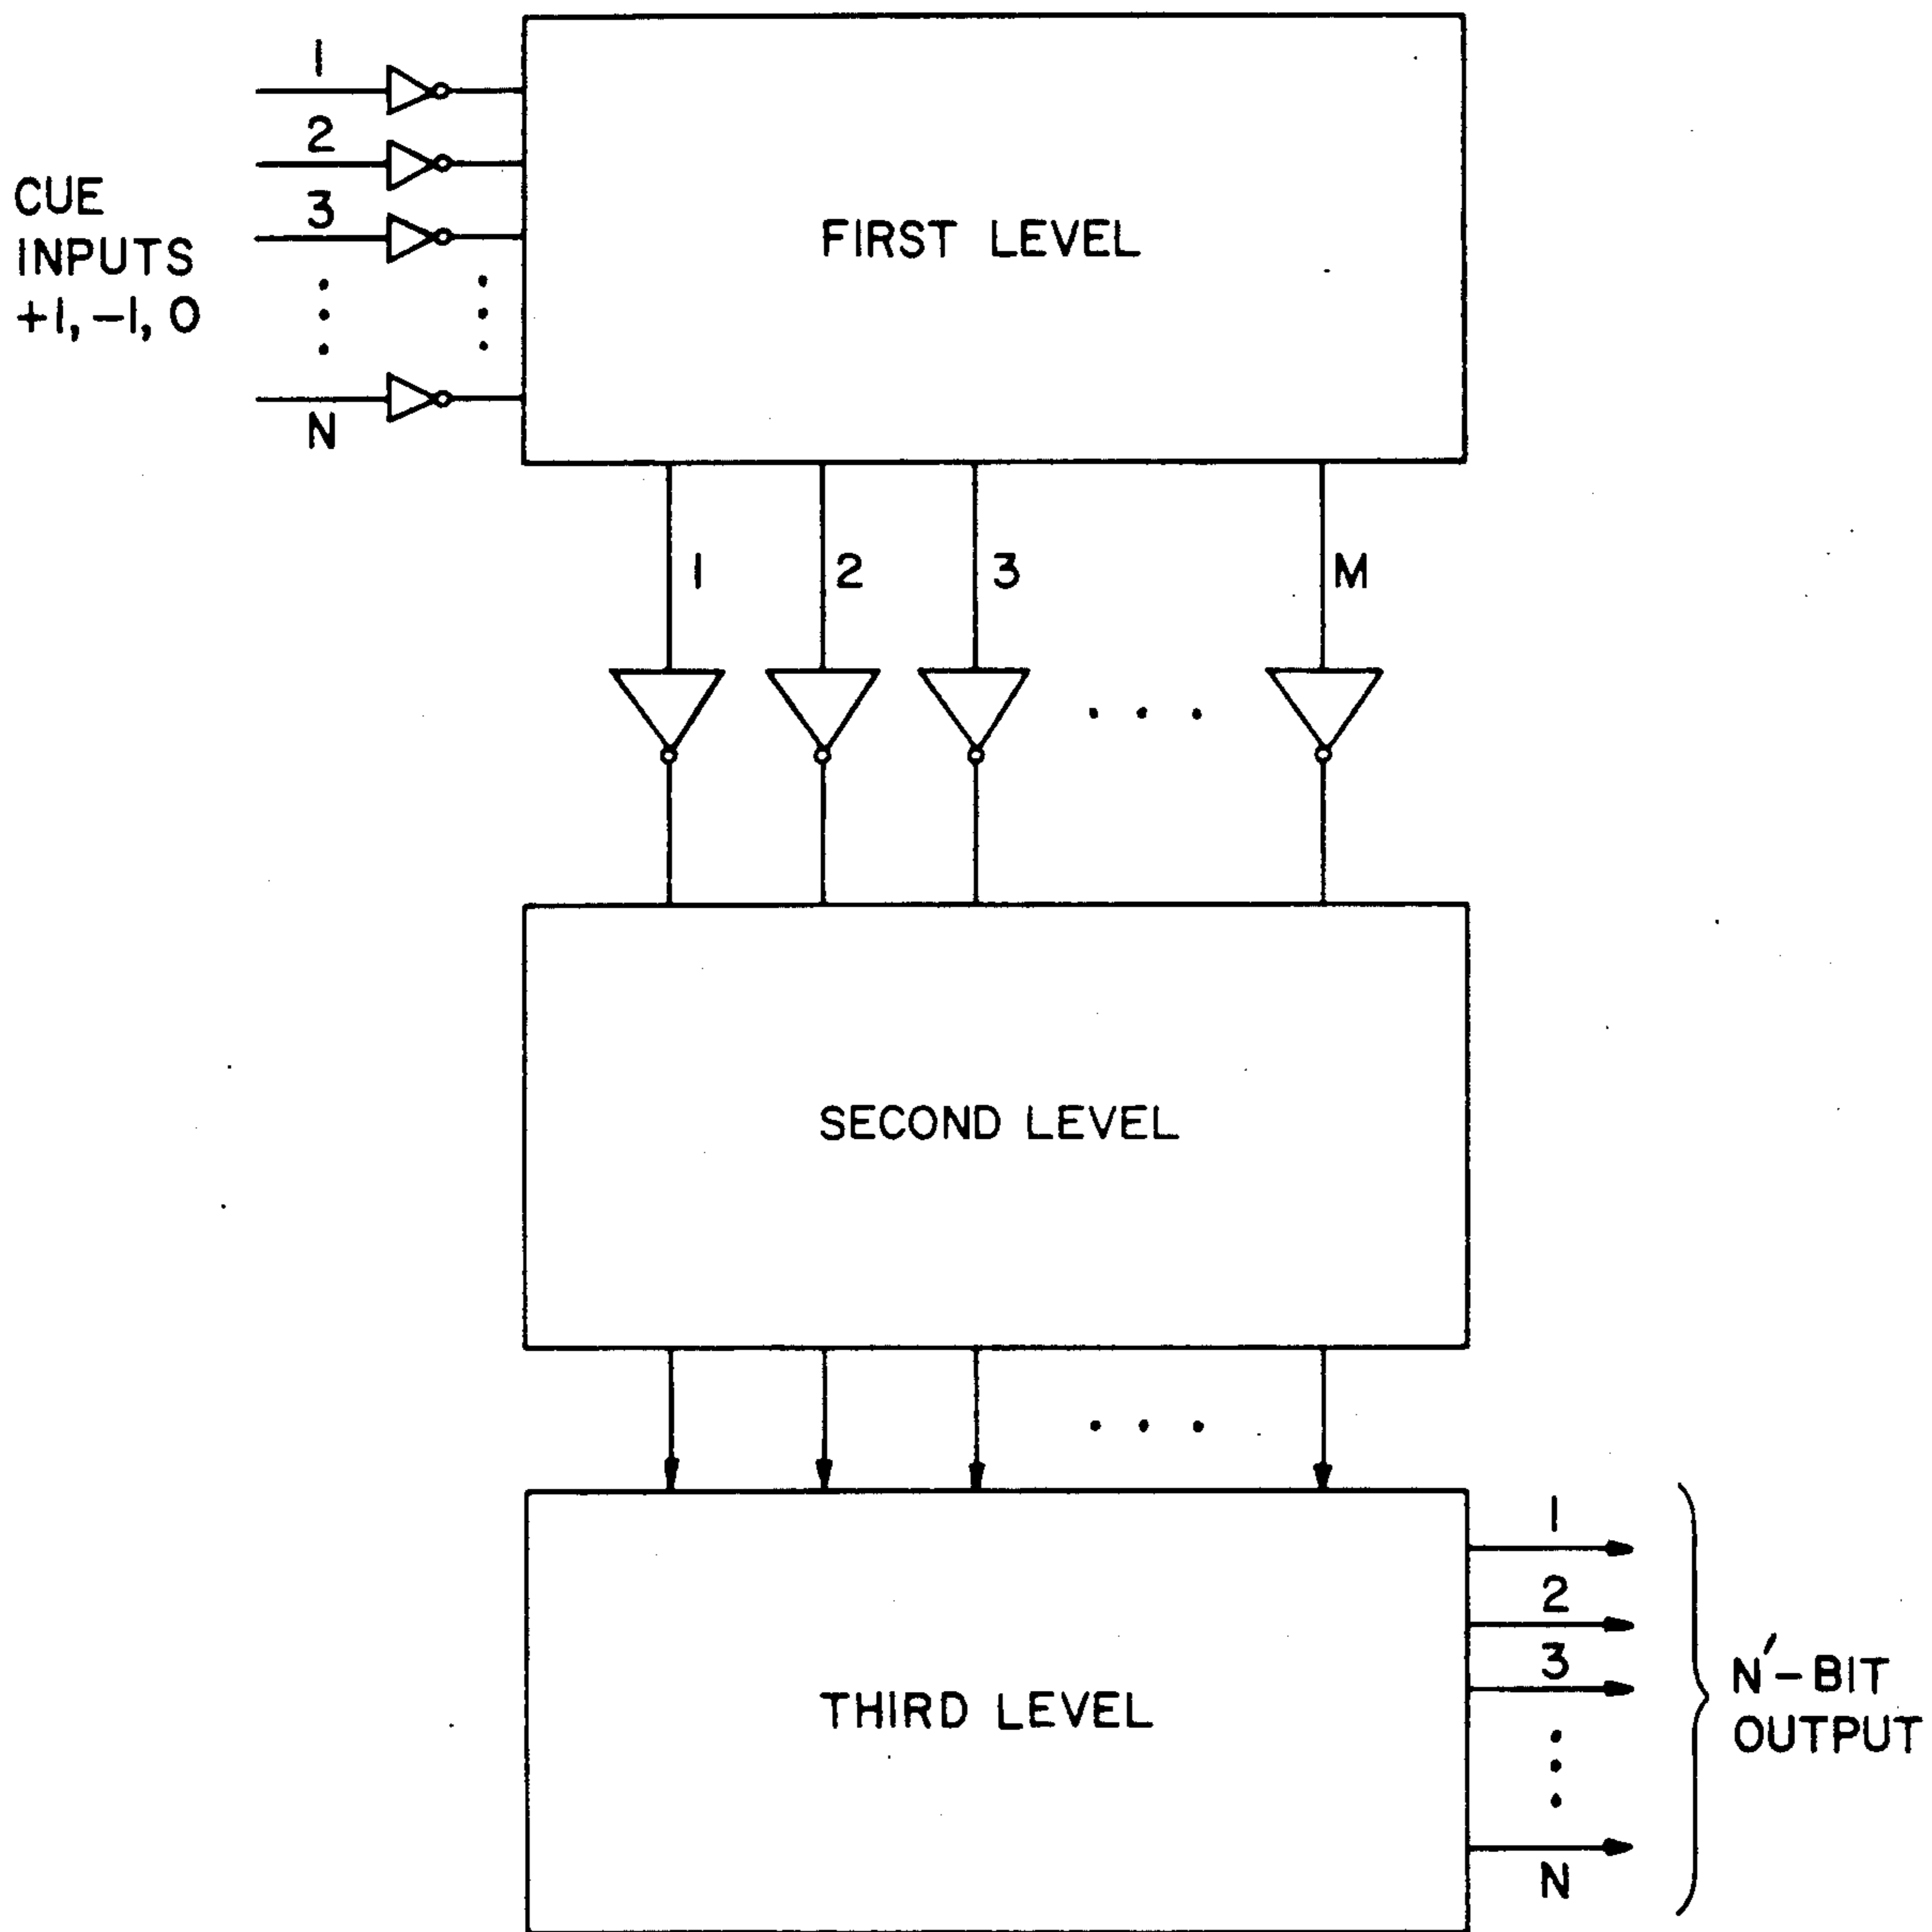 1
2
3
N
CUE
INPUTS
+1, -1, 0
FIRST LEVEL
1 2 3 M
SECOND LEVEL
THIRD LEVEL
1
2
3
N
N'-BIT
OUTPUT